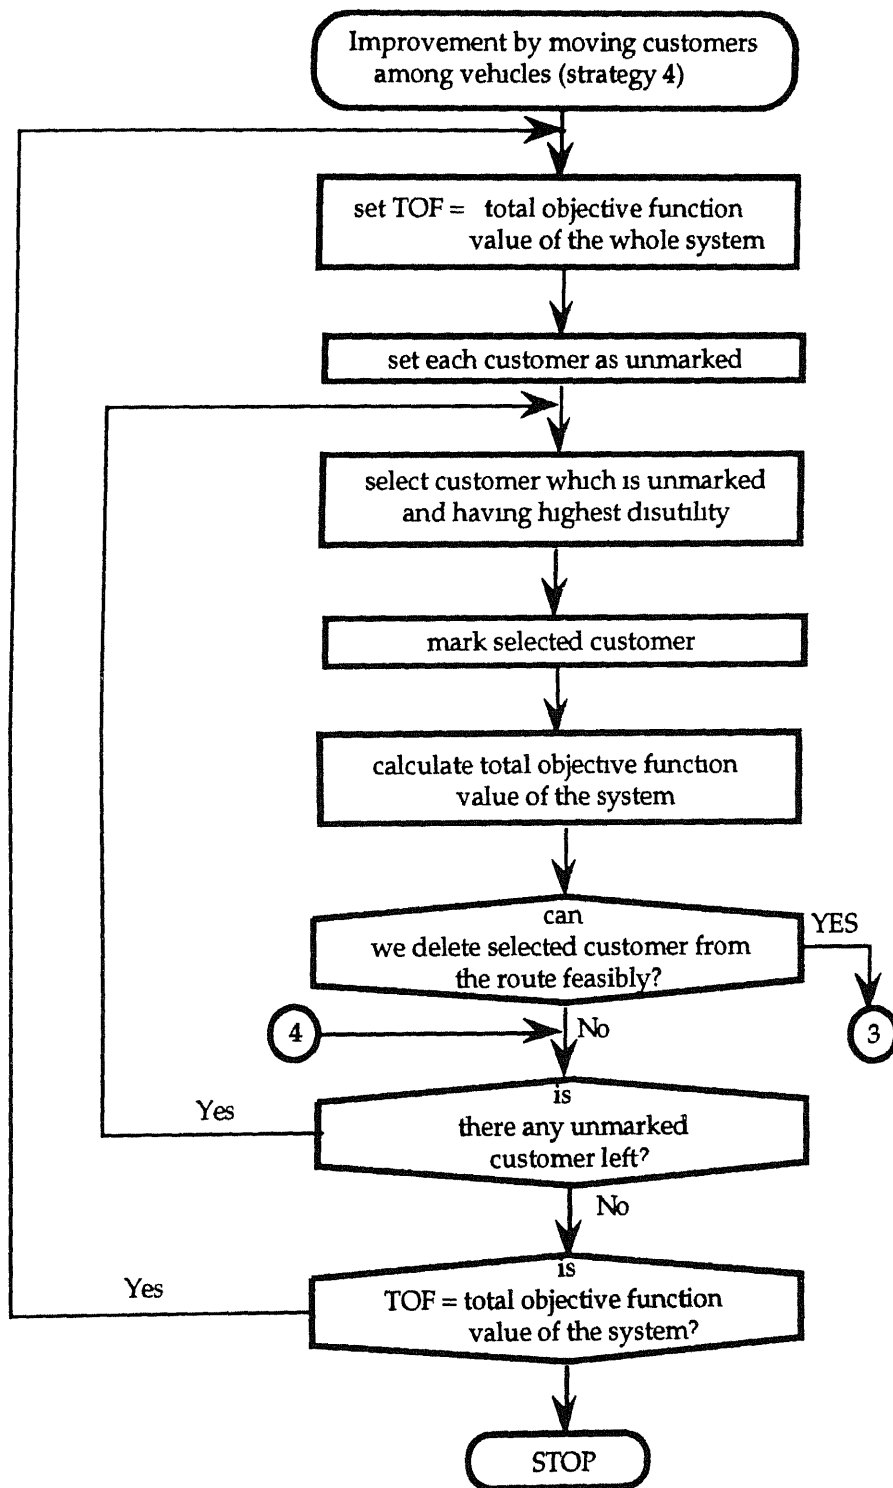 Improvement by moving customers
among vehicles (strategy 4)
set TOF = total objective function
value of the whole system
set each customer as unmarked
select customer which is unmarked
and having highest disutility
mark selected customer
calculate total objective function
value of the system
can
we delete selected customer from
the route feasibly?
YES
4
No
3
is
there any unmarked
customer left?
Yes
No
is
TOF = total objective function
value of the system?
Yes
STOP